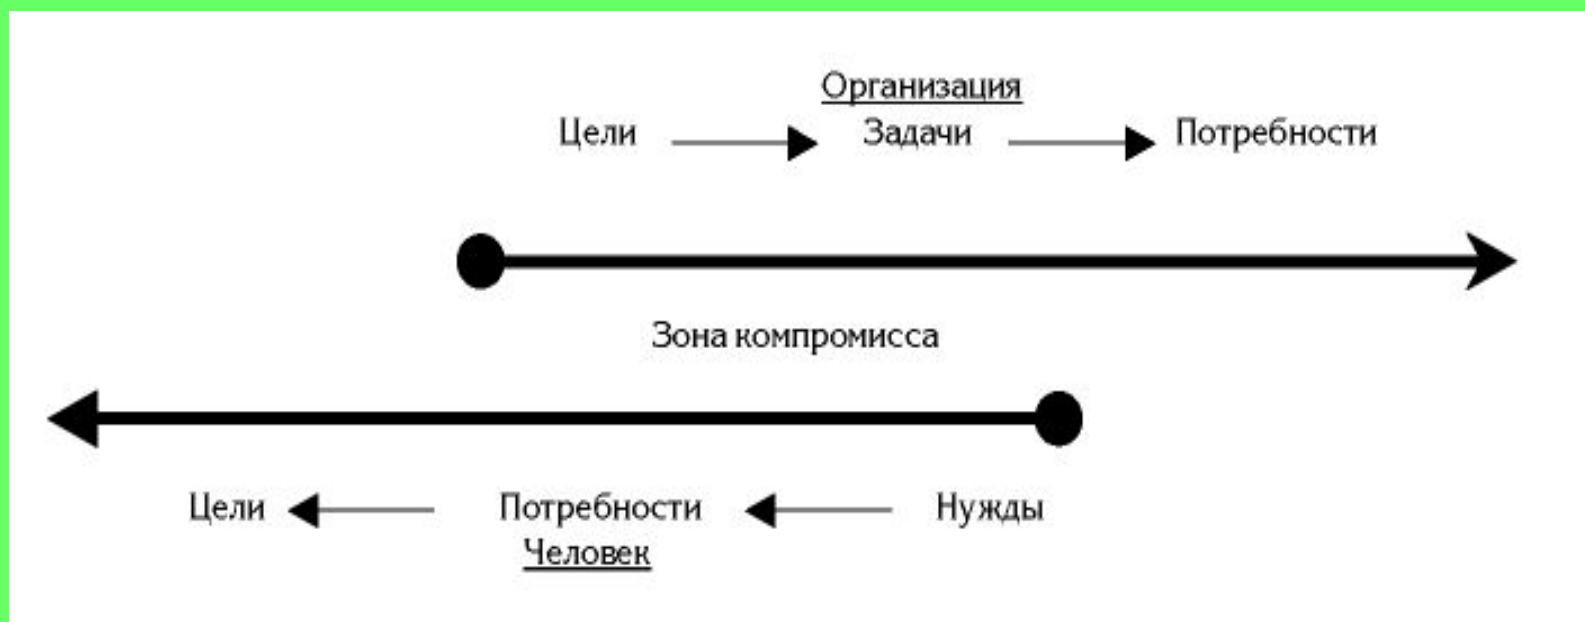 Организация
Цели Задачи Потребности
Зона компромисса
Цели Потребности Нужды
Человек